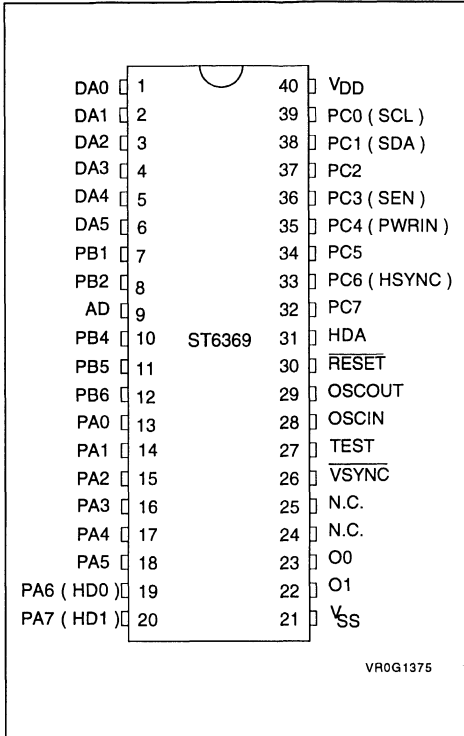 DA0 1 40 VDD
DA1 2 39 PC0 ( SCL )
DA2 3 38 PC1 ( SDA )
DA3 4 37 PC2
DA4 5 36 PC3 ( SEN )
DA5 6 35 PC4 ( PWRIN )
PB1 7 34 PC5
PB2 8 33 PC6 ( HSYNC )
AD 9 32 PC7
PB4 10 ST6369 31 HDA
PB5 11 30 RESET
PB6 12 29 OSCOUT
PA0 13 28 OSCIN
PA1 14 27 TEST
PA2 15 26 VSYNC
PA3 16 25 N.C.
PA4 17 24 N.C.
PA5 18 23 O0
PA6 ( HD0 ) 19 22 O1
PA7 ( HD1 ) 20 21 VSS
VR0G1375